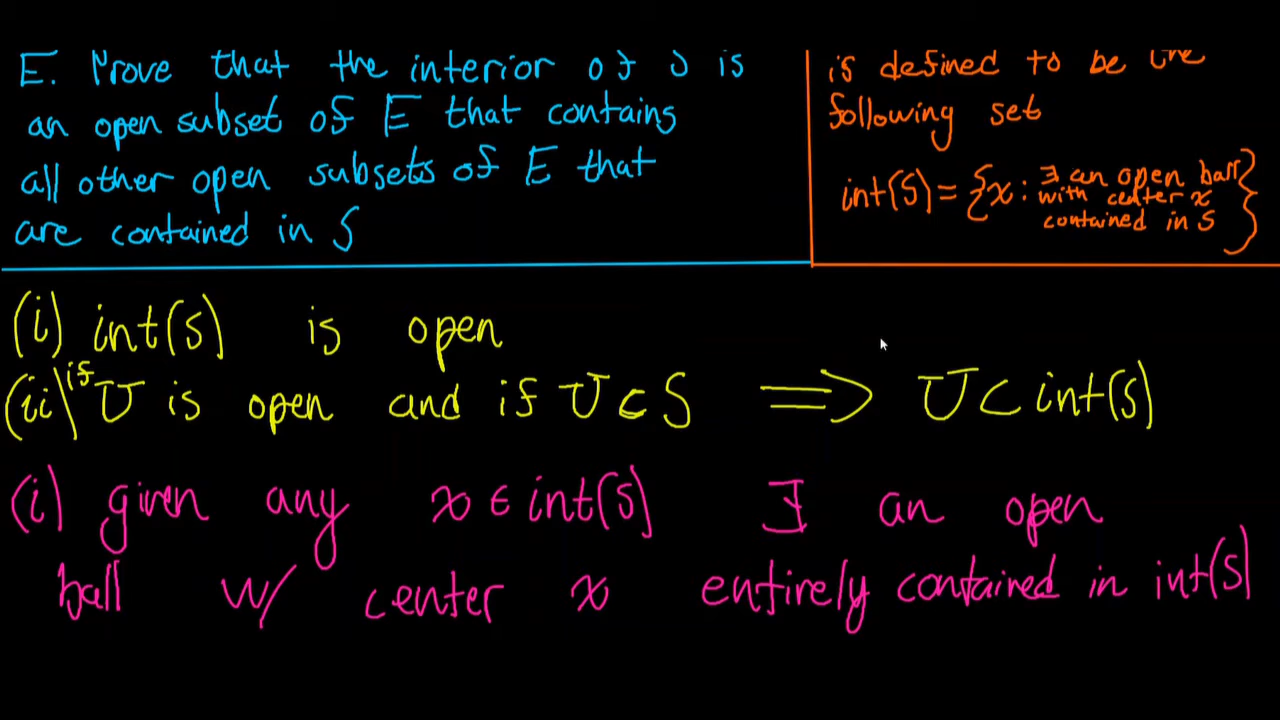 E. Prove that the interior of S is
an open subset of E that contains
all other open subsets of E that
are contained in S
is defined to be the
following set
int(S) = {x : ∃ an open ball
with center x
contained in S}
(i) int(S) is open
(ii) if U is open and if U ⊂ S ⟹ U ⊂ int(S)
(i) given any x ∈ int(S) ∃ an open
ball w/ center x entirely contained in int(S)